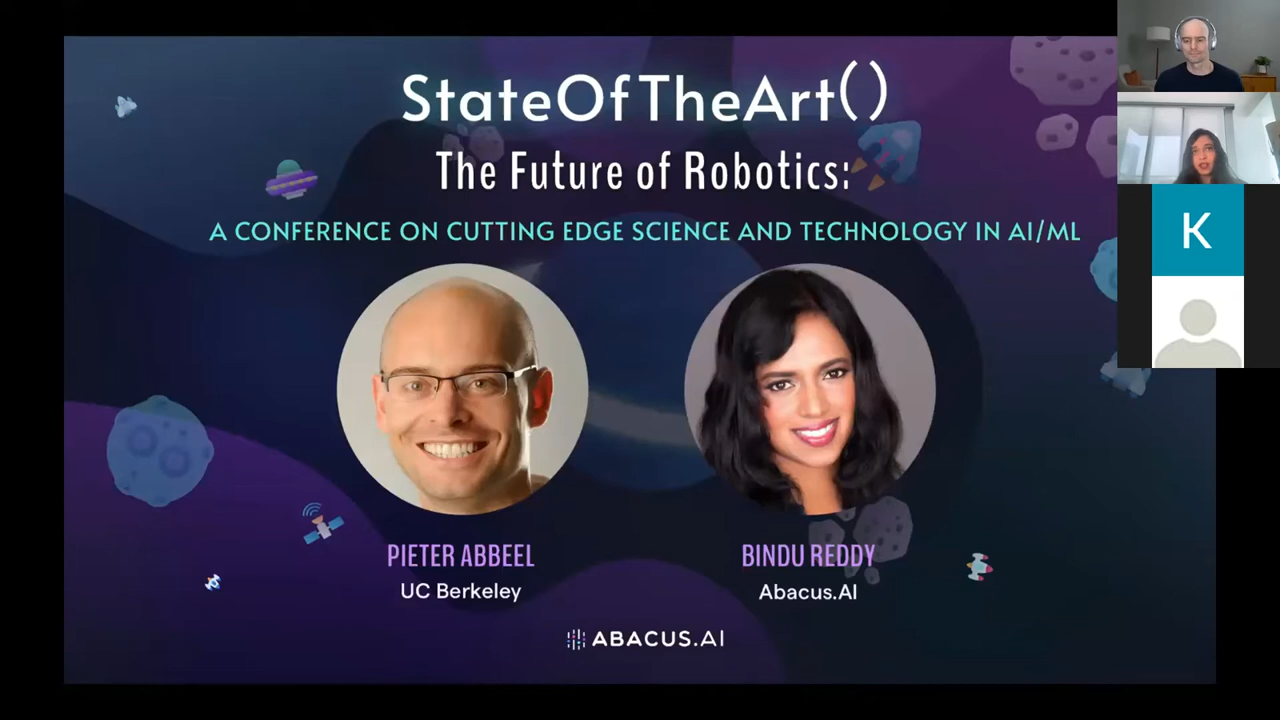 StateOfTheArt()
The Future of Robotics:
A CONFERENCE ON CUTTING EDGE SCIENCE AND TECHNOLOGY IN AI/ML
K
PIETER ABBEEL
UC Berkeley
BINDU REDDY
Abacus.AI
ABACUS.AI